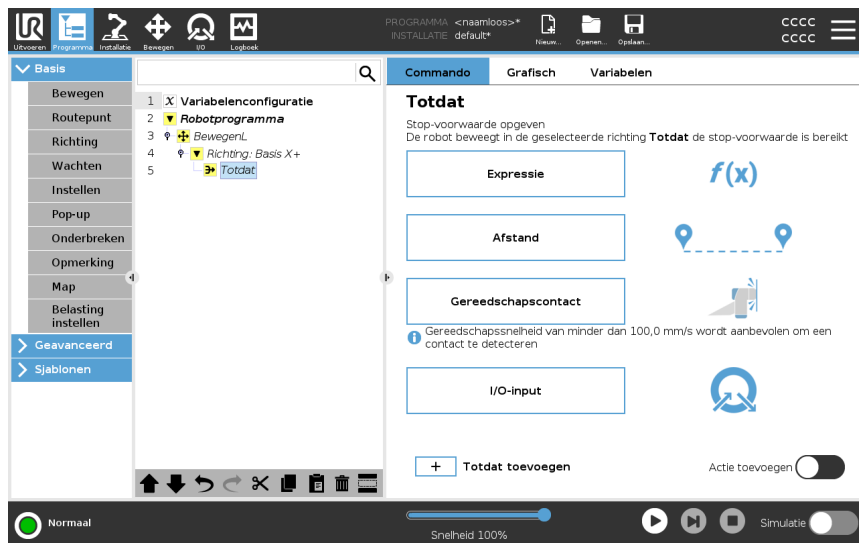 UR
Uitvoeren
Programma
Installatie
Bewegen
I/O
Logboek
PROGRAMMA <naamloos>*
INSTALLATIE default*
Nieuw...
Openen...
Opslaan...
cccc
cccc
Basis
Bewegen
Routepunt
Richting
Wachten
Instellen
Pop-up
Onderbreken
Opmerking
Map
Belasting
instellen
Geavanceerd
Sjablonen
1 X Variabelenconfiguratie
2 Robotprogramma
3 BewegenL
4 Richting: Basis X+
5 Totdat
Commando Grafisch Variabelen
Totdat
Stop-voorwaarde opgeven
De robot beweegt in de geselecteerde richting Totdat de stop-voorwaarde is bereikt
Expressie
f(x)
Afstand
Gereedschapscontact
Gereedschapssnelheid van minder dan 100,0 mm/s wordt aanbevolen om een
contact te detecteren
I/O-input
+ Totdat toevoegen
Actie toevoegen
Normaal
Snelheid 100%
Simulatie